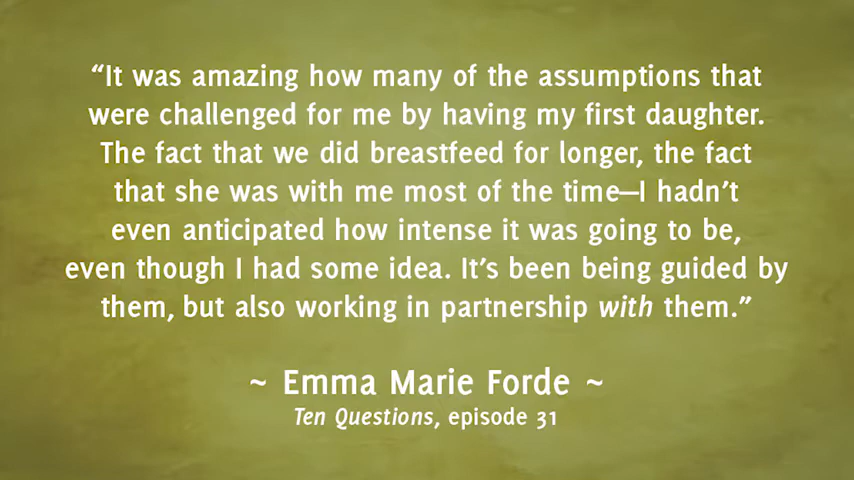 “It was amazing how many of the assumptions that
were challenged for me by having my first daughter.
The fact that we did breastfeed for longer, the fact
that she was with me most of the time—I hadn’t
even anticipated how intense it was going to be,
even though I had some idea. It’s been being guided by
them, but also working in partnership with them.”
~ Emma Marie Forde ~
Ten Questions, episode 31